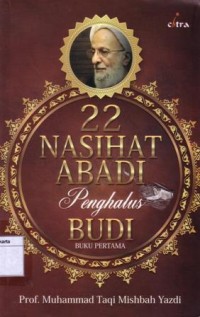 citra
22
NASIHAT
ABADI
Penghalus
BUDI
BUKU PERTAMA
Prof. Muhammad Taqi Mishbah Yazdi